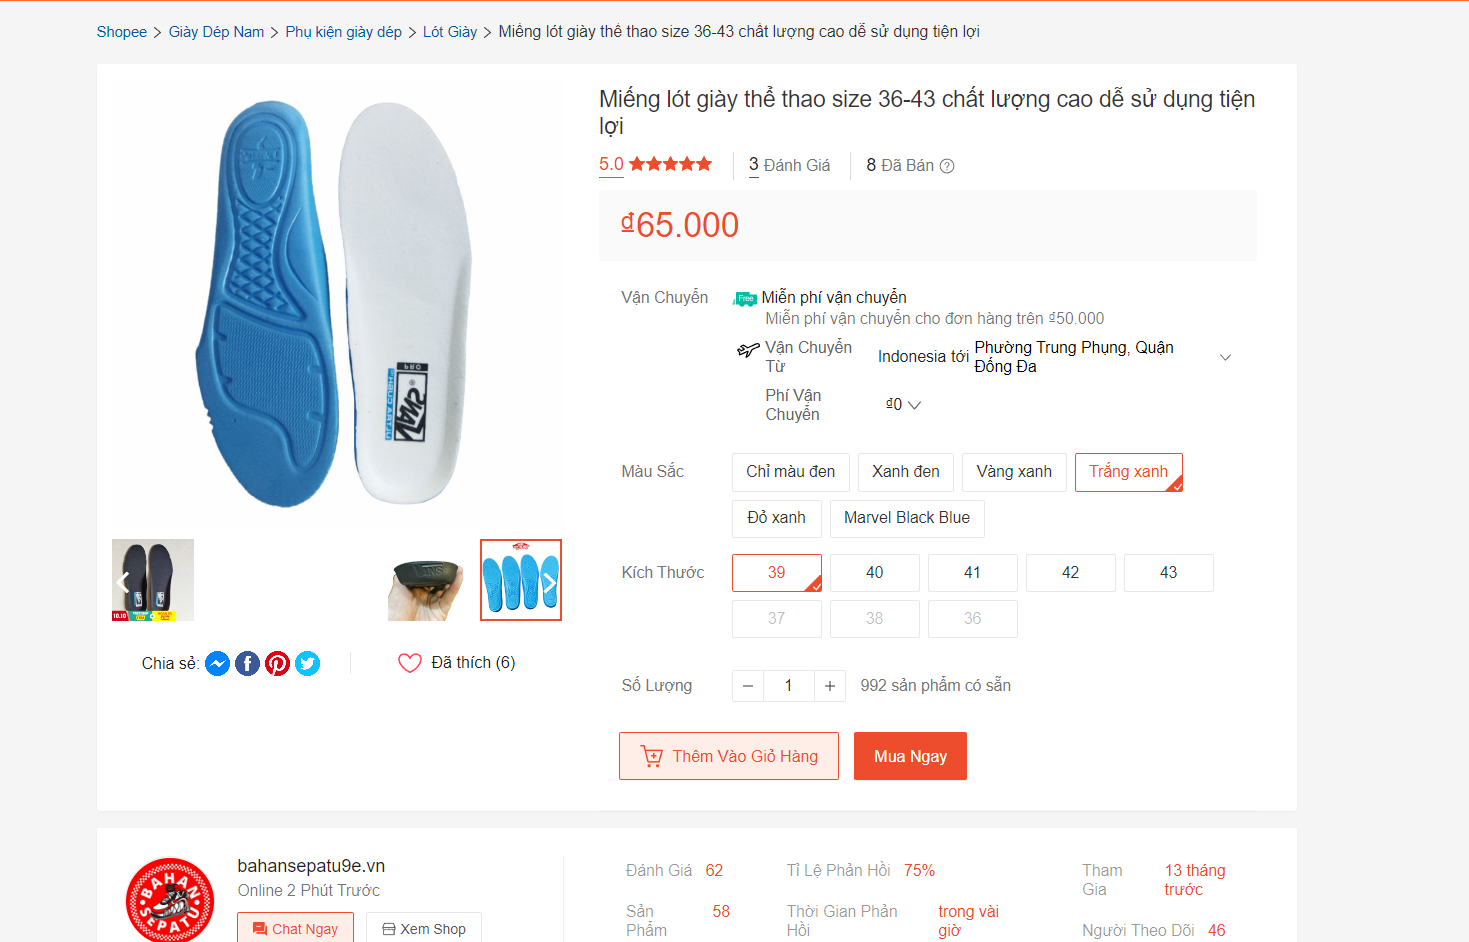 Shopee > Giày Dép Nam > Phụ kiện giày dép > Lót Giày > Miếng lót giày thể thao size 36-43 chất lượng cao dễ sử dụng tiện lợi
Miếng lót giày thể thao size 36-43 chất lượng cao dễ sử dụng tiện
lợi
5.0 3 Đánh Giá 8 Đã Bán ?
₫65.000
Vận Chuyển Free Miễn phí vận chuyển
Miễn phí vận chuyển cho đơn hàng trên ₫50.000
Vận Chuyển Từ Indonesia tới Phường Trung Phụng, Quận Đống Đa
Phí Vận Chuyển ₫0
Màu Sắc Chỉ màu đen Xanh đen Vàng xanh Trắng xanh
Đỏ xanh Marvel Black Blue
Kích Thước 39 40 41 42 43
37 38 36
Số Lượng − 1 + 992 sản phẩm có sẵn
Thêm Vào Giỏ Hàng Mua Ngay
PRO
VANS
ULTRACUSH
10.10
Chia sẻ: Đã thích (6)
BAHAN
SEPATU
bahansepatu9e.vn
Online 2 Phút Trước
Chat Ngay Xem Shop
Đánh Giá 62 Tỉ Lệ Phản Hồi 75% Tham Gia 13 tháng trước
Sản Phẩm 58 Thời Gian Phản Hồi trong vài giờ Người Theo Dõi 46